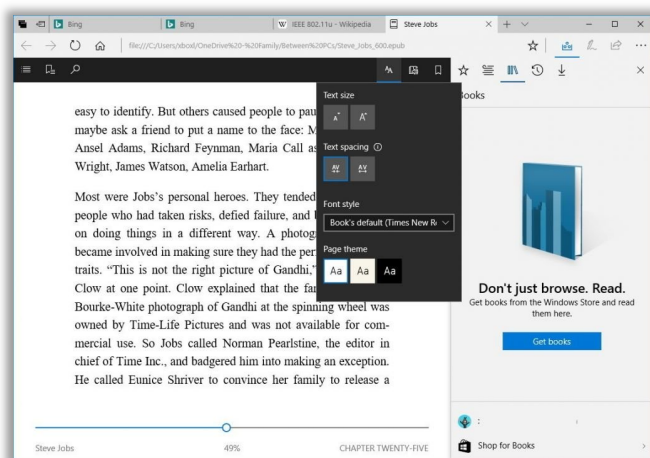 Bing
Bing
W IEEE 802.11u - Wikipedia
Steve Jobs
file:///C:/Users/xboxl/OneDrive%20-%20Family/Between%20PCs/Steve_Jobs_600.epub
Text size
A A
Text spacing
AV AV
Font style
Book's default (Times New R
Page theme
Aa Aa Aa
easy to identify. But others caused people to pau
maybe ask a friend to put a name to the face: M
Ansel Adams, Richard Feynman, Maria Call as
Wright, James Watson, Amelia Earhart.
Most were Jobs's personal heroes. They tended
people who had taken risks, defied failure, and
on doing things in a different way. A photog
became involved in making sure they had the per
traits. “This is not the right picture of Gandhi,”
Clow at one point. Clow explained that the fa
Bourke-White photograph of Gandhi at the spinning wheel was
owned by Time-Life Pictures and was not available for com-
mercial use. So Jobs called Norman Pearlstine, the editor in
chief of Time Inc., and badgered him into making an exception.
He called Eunice Shriver to convince her family to release a
Steve Jobs
49%
CHAPTER TWENTY-FIVE
ooks
Don't just browse. Read.
Get books from the Windows Store and read
them here.
Get books
Shop for Books